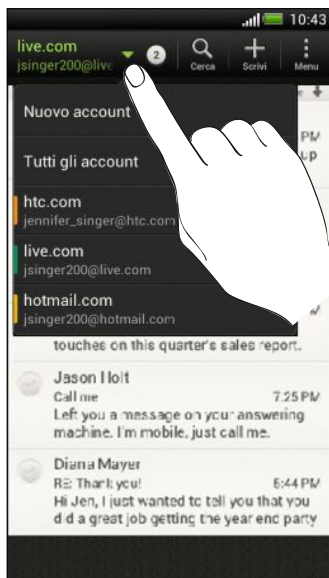 10:43
live.com
jsinger200@live
2
Cerca
Scrivi
Menu
Nuovo account
Tutti gli account
PM
up
htc.com
jennifer_singer@htc.com
live.com
jsinger200@live.com
hotmail.com
jsinger200@hotmail.com
touches on this quarter's sales report.
Jason Holt
Call me
7:25 PM
Left you a message on your answering
machine. I'm mobile, just call me.
Diana Mayer
RE: Thank you!
6:44 PM
Hi Jen, I just wanted to tell you that you
did a great job getting the year end party